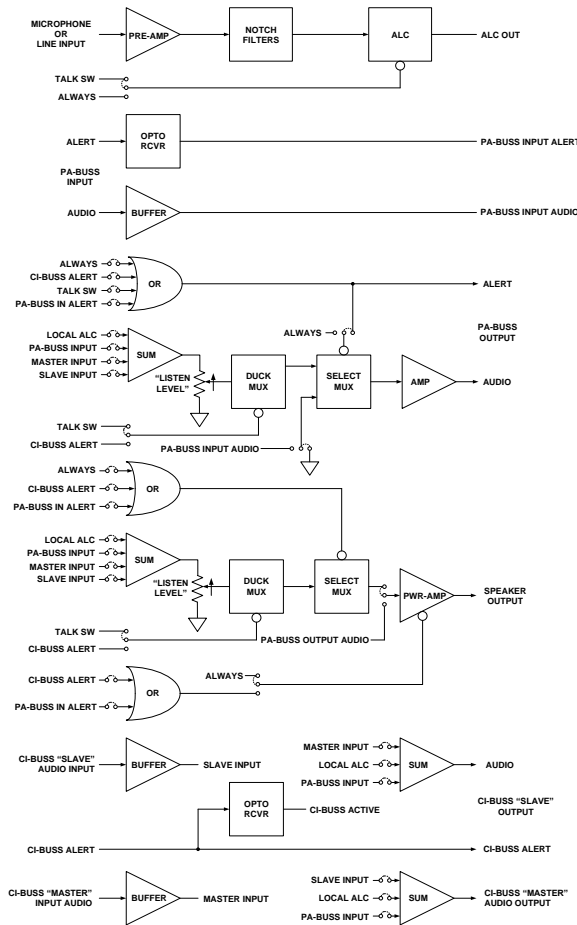 MICROPHONE
OR
LINE INPUT
PRE-AMP
NOTCH
FILTERS
ALC
ALC OUT
TALK SW
ALWAYS
ALERT
OPTO
RCVR
PA-BUSS INPUT ALERT
PA-BUSS
INPUT
AUDIO
BUFFER
PA-BUSS INPUT AUDIO
ALWAYS
CI-BUSS ALERT
TALK SW
PA-BUSS IN ALERT
OR
ALERT
LOCAL ALC
PA-BUSS INPUT
MASTER INPUT
SLAVE INPUT
SUM
"LISTEN
LEVEL"
DUCK
MUX
ALWAYS
SELECT
MUX
AMP
PA-BUSS
OUTPUT
AUDIO
TALK SW
CI-BUSS ALERT
PA-BUSS INPUT AUDIO
ALWAYS
CI-BUSS ALERT
PA-BUSS IN ALERT
OR
LOCAL ALC
PA-BUSS INPUT
MASTER INPUT
SLAVE INPUT
SUM
"LISTEN
LEVEL"
DUCK
MUX
SELECT
MUX
PWR-AMP
SPEAKER
OUTPUT
PA-BUSS OUTPUT AUDIO
TALK SW
CI-BUSS ALERT
CI-BUSS ALERT
PA-BUSS IN ALERT
OR
ALWAYS
CI-BUSS "SLAVE"
AUDIO INPUT
BUFFER
SLAVE INPUT
MASTER INPUT
LOCAL ALC
PA-BUSS INPUT
SUM
AUDIO
OPTO
RCVR
CI-BUSS ACTIVE
CI-BUSS "SLAVE"
OUTPUT
CI-BUSS ALERT
CI-BUSS ALERT
CI-BUSS "MASTER"
INPUT AUDIO
BUFFER
MASTER INPUT
SLAVE INPUT
LOCAL ALC
PA-BUSS INPUT
SUM
CI-BUSS "MASTER"
AUDIO OUTPUT